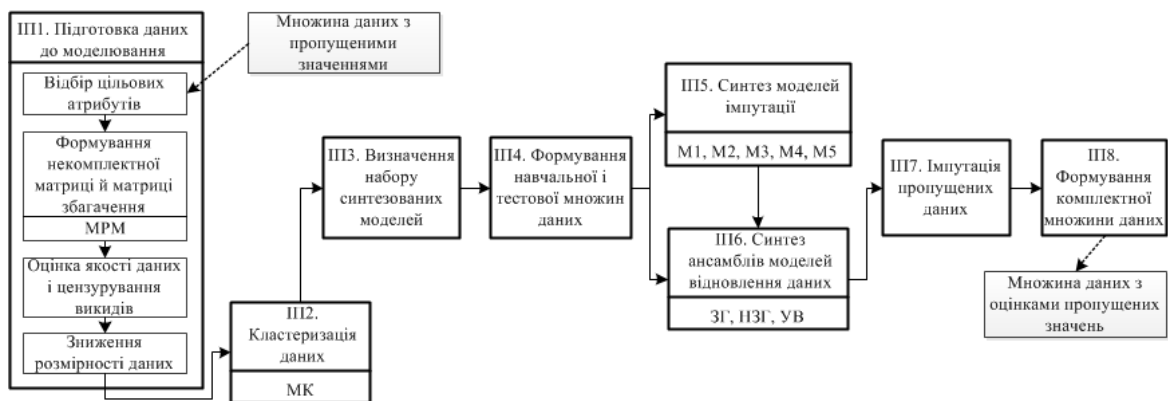 ІП1. Підготовка даних
до моделювання
Множина даних з
пропущеними
значеннями
Відбір цільових
атрибутів
Формування
некомплектної
матриці й матриці
збагачення
МРМ
Оцінка якості даних
і цензурування
викидів
Зниження
розмірності даних
ІП2.
Кластеризація
даних
МК
ІП3. Визначення
набору
синтезованих
моделей
ІП4. Формування
навчальної і
тестової множин
даних
ІП5. Синтез моделей
імпутації
М1, М2, М3, М4, М5
ІП6. Синтез
ансамблів моделей
відновлення даних
ЗГ, НЗГ, УВ
ІП7. Імпутація
пропущених
даних
ІП8.
Формування
комплектної
множини даних
Множина даних з
оцінками пропущених
значень